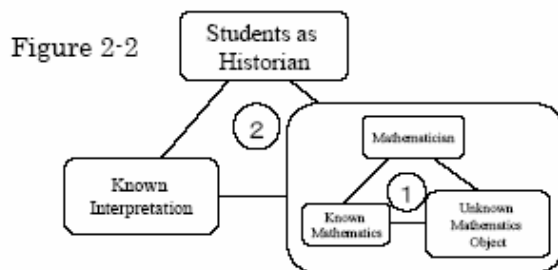 Figure 2-2
Students as
Historian
2
Mathematician
Known
Interpretation
1
Known
Mathematics
Unknown
Mathematics
Object